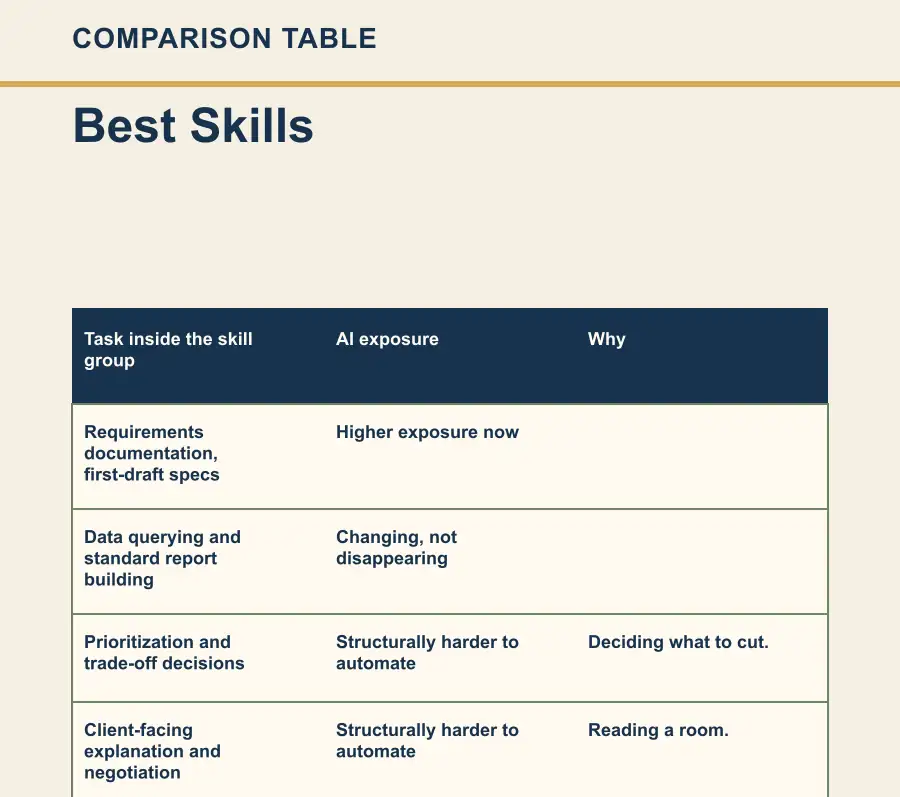 COMPARISON TABLE
Best Skills
Task inside the skill
group
AI exposure
Why
Requirements
documentation,
first-draft specs
Higher exposure now
Data querying and
standard report
building
Changing, not
disappearing
Prioritization and
trade-off decisions
Structurally harder to
automate
Deciding what to cut.
Client-facing
explanation and
negotiation
Structurally harder to
automate
Reading a room.